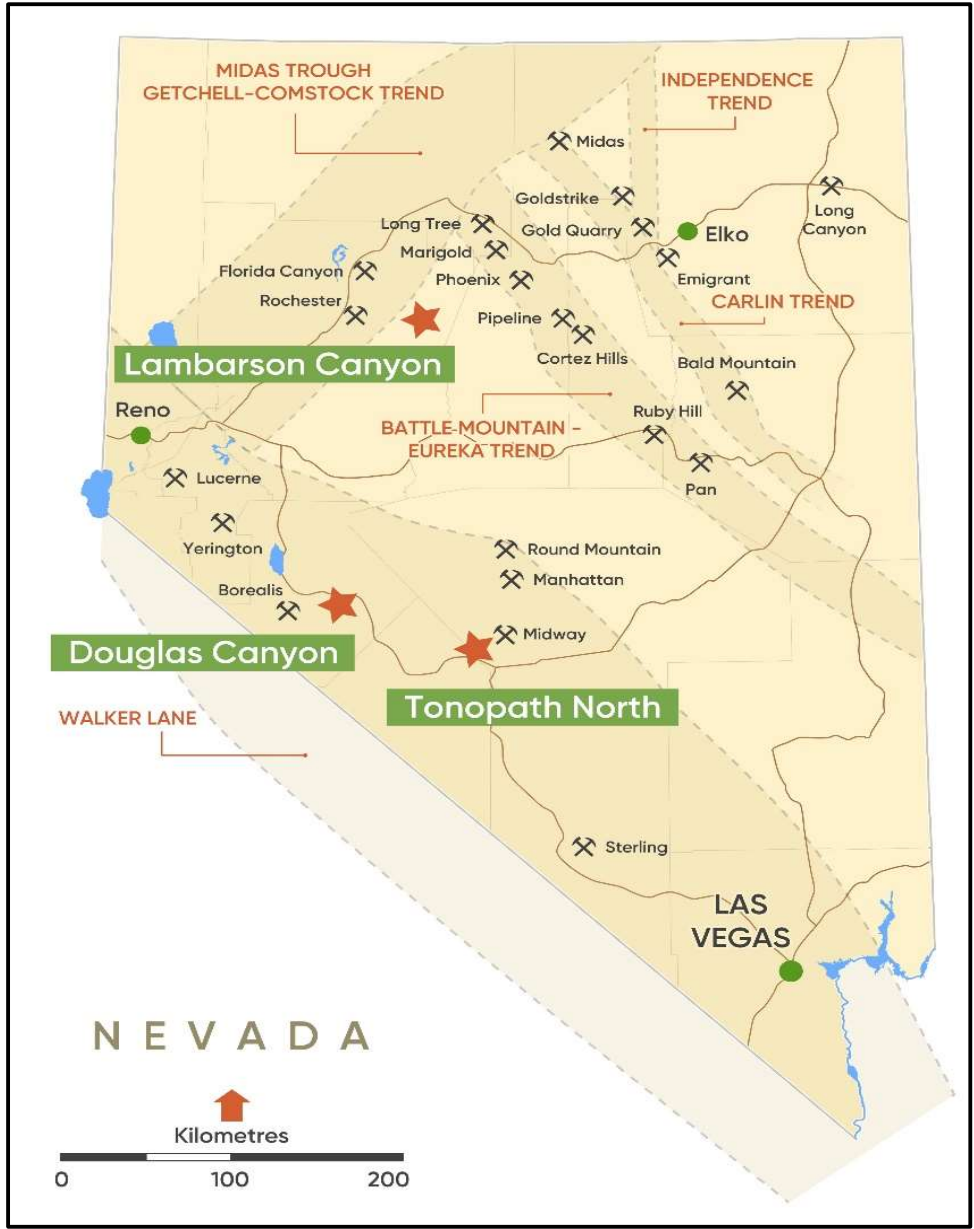 MIDAS TROUGH
GETCHELL-COMSTOCK TREND
INDEPENDENCE
TREND
Midas
Goldstrike
Long
Canyon
Long Tree
Gold Quarry
Elko
Marigold
Florida Canyon
Phoenix
Emigrant
Rochester
CARLIN TREND
Pipeline
Cortez Hills
Lambarson Canyon
Bald Mountain
Reno
Ruby Hill
BATTLE-MOUNTAIN -
EUREKA TREND
Lucerne
Pan
Yerington
Round Mountain
Manhattan
Borealis
Midway
Douglas Canyon
Tonopath North
WALKER LANE
Sterling
LAS
VEGAS
NEVADA
Kilometres
0 100 200